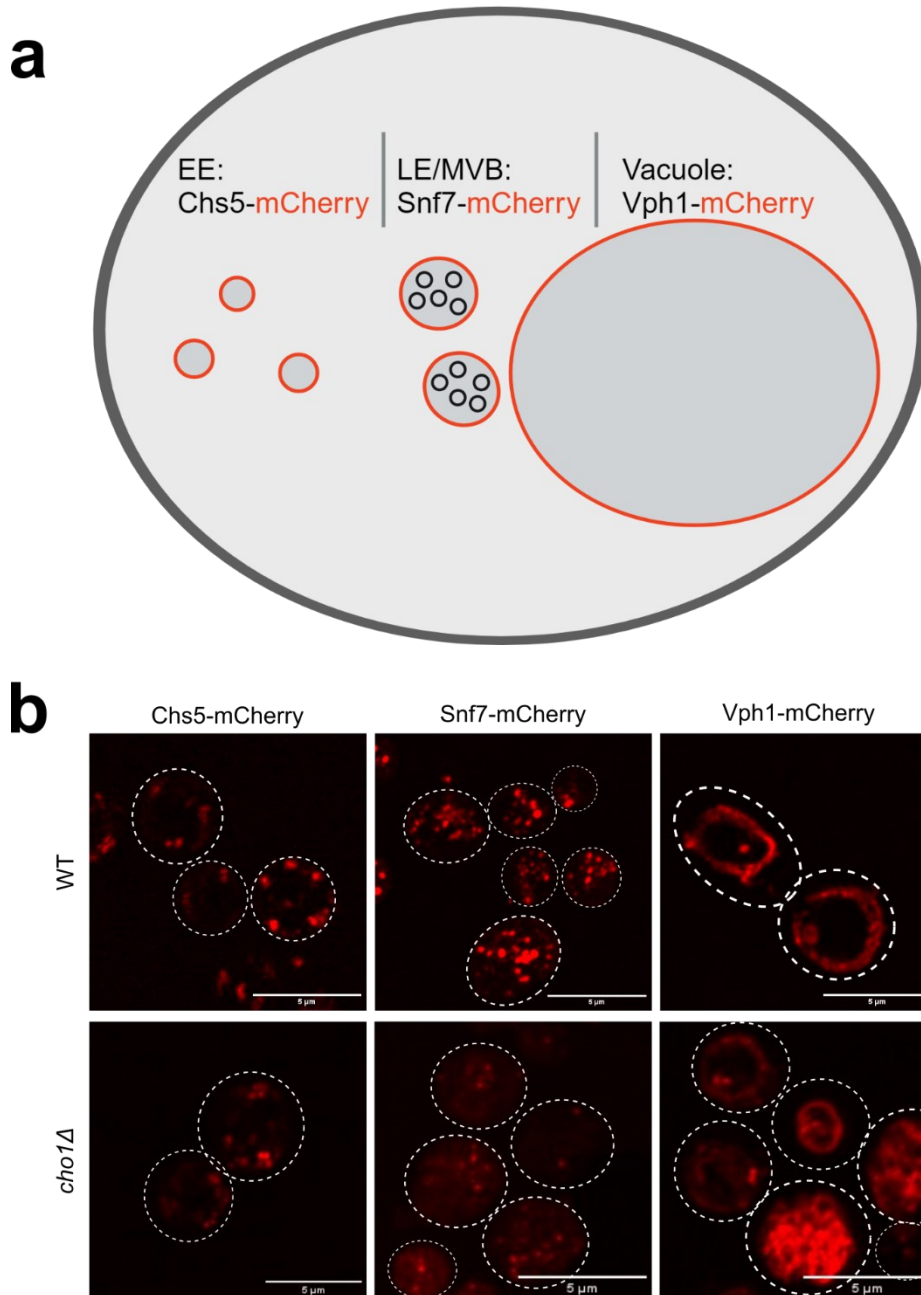 a
EE:
Chs5-mCherry
LE/MVB:
Snf7-mCherry
Vacuole:
Vph1-mCherry
b
Chs5-mCherry
Snf7-mCherry
Vph1-mCherry
WT
5 µm
5 µm
5 µm
cho1Δ
5 µm
5 µm
5 µm